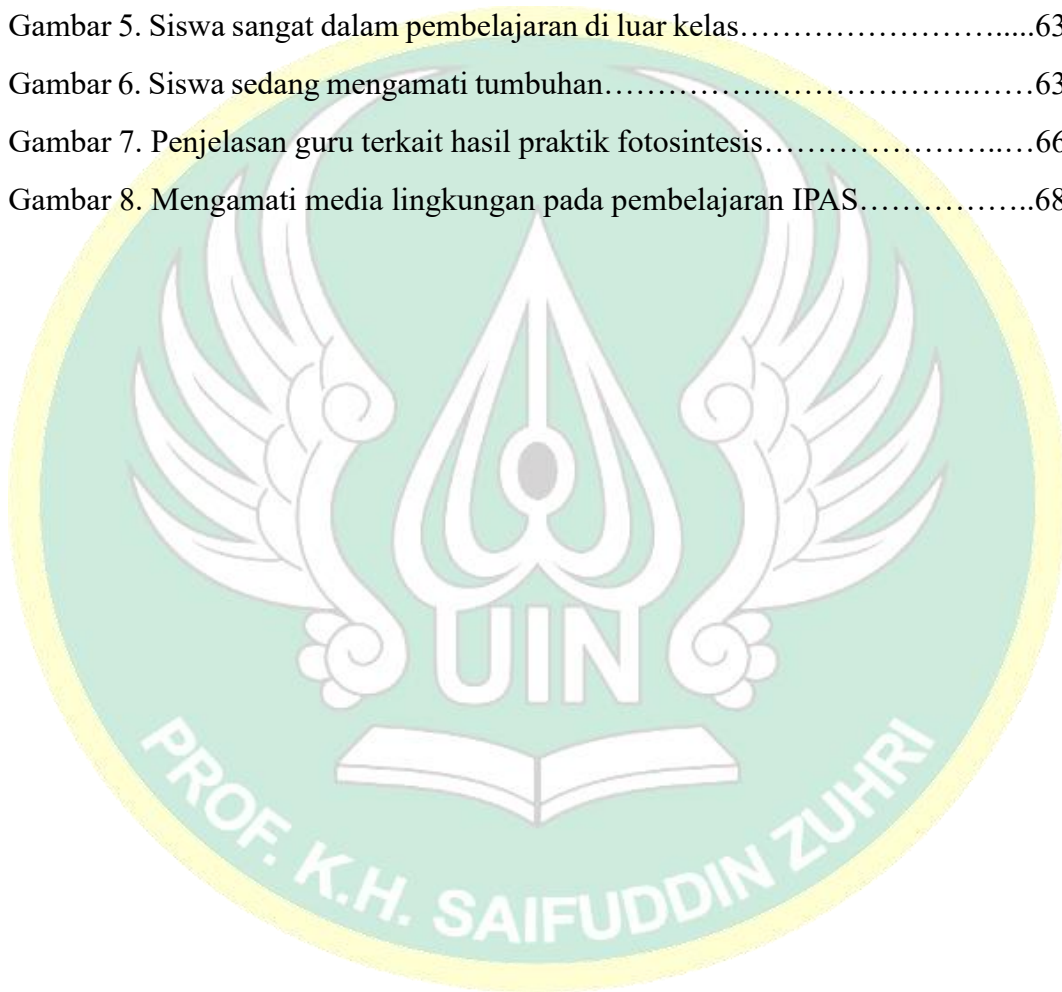 Gambar 5. Siswa sangat dalam pembelajaran di luar kelas…………………….....63
Gambar 6. Siswa sedang mengamati tumbuhan…………….………………….……63
Gambar 7. Penjelasan guru terkait hasil praktik fotosintesis…………………..…66
Gambar 8. Mengamati media lingkungan pada pembelajaran IPAS……………..68
UIN
PROF. K.H. SAIFUDDIN ZUHRI